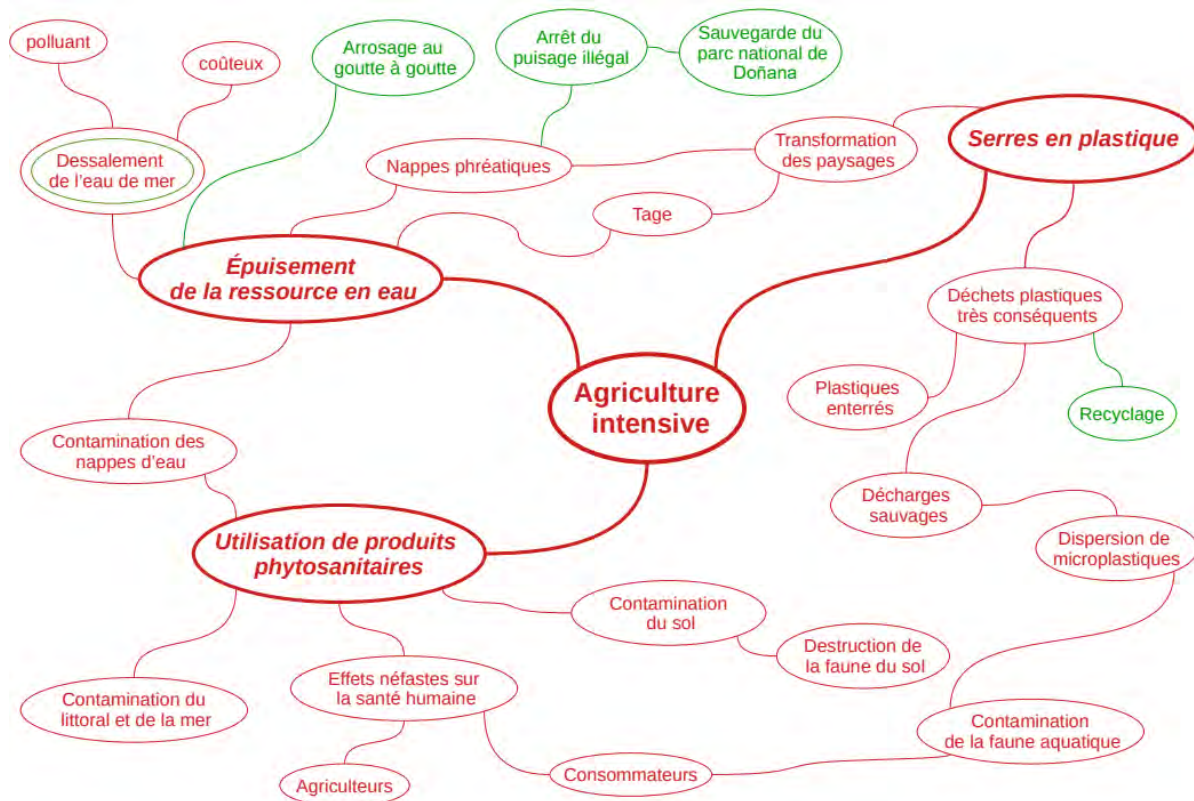 polluant
coûteux
Arrosage au
goutte à goutte
Arrêt du
puisage illégal
Sauvegarde du
parc national de
Doñana
Dessalement
de l'eau de mer
Nappes phréatiques
Transformation
des paysages
Serres en plastique
Tage
Épuisement
de la ressource en eau
Déchets plastiques
très conséquents
Agriculture
intensive
Plastiques
enterrés
Recyclage
Contamination des
nappes d'eau
Décharges
sauvages
Utilisation de produits
phytosanitaires
Dispersion de
microplastiques
Contamination
du sol
Destruction de
la faune du sol
Contamination du
littoral et de la mer
Effets néfastes sur
la santé humaine
Contamination
de la faune aquatique
Agriculteurs
Consommateurs